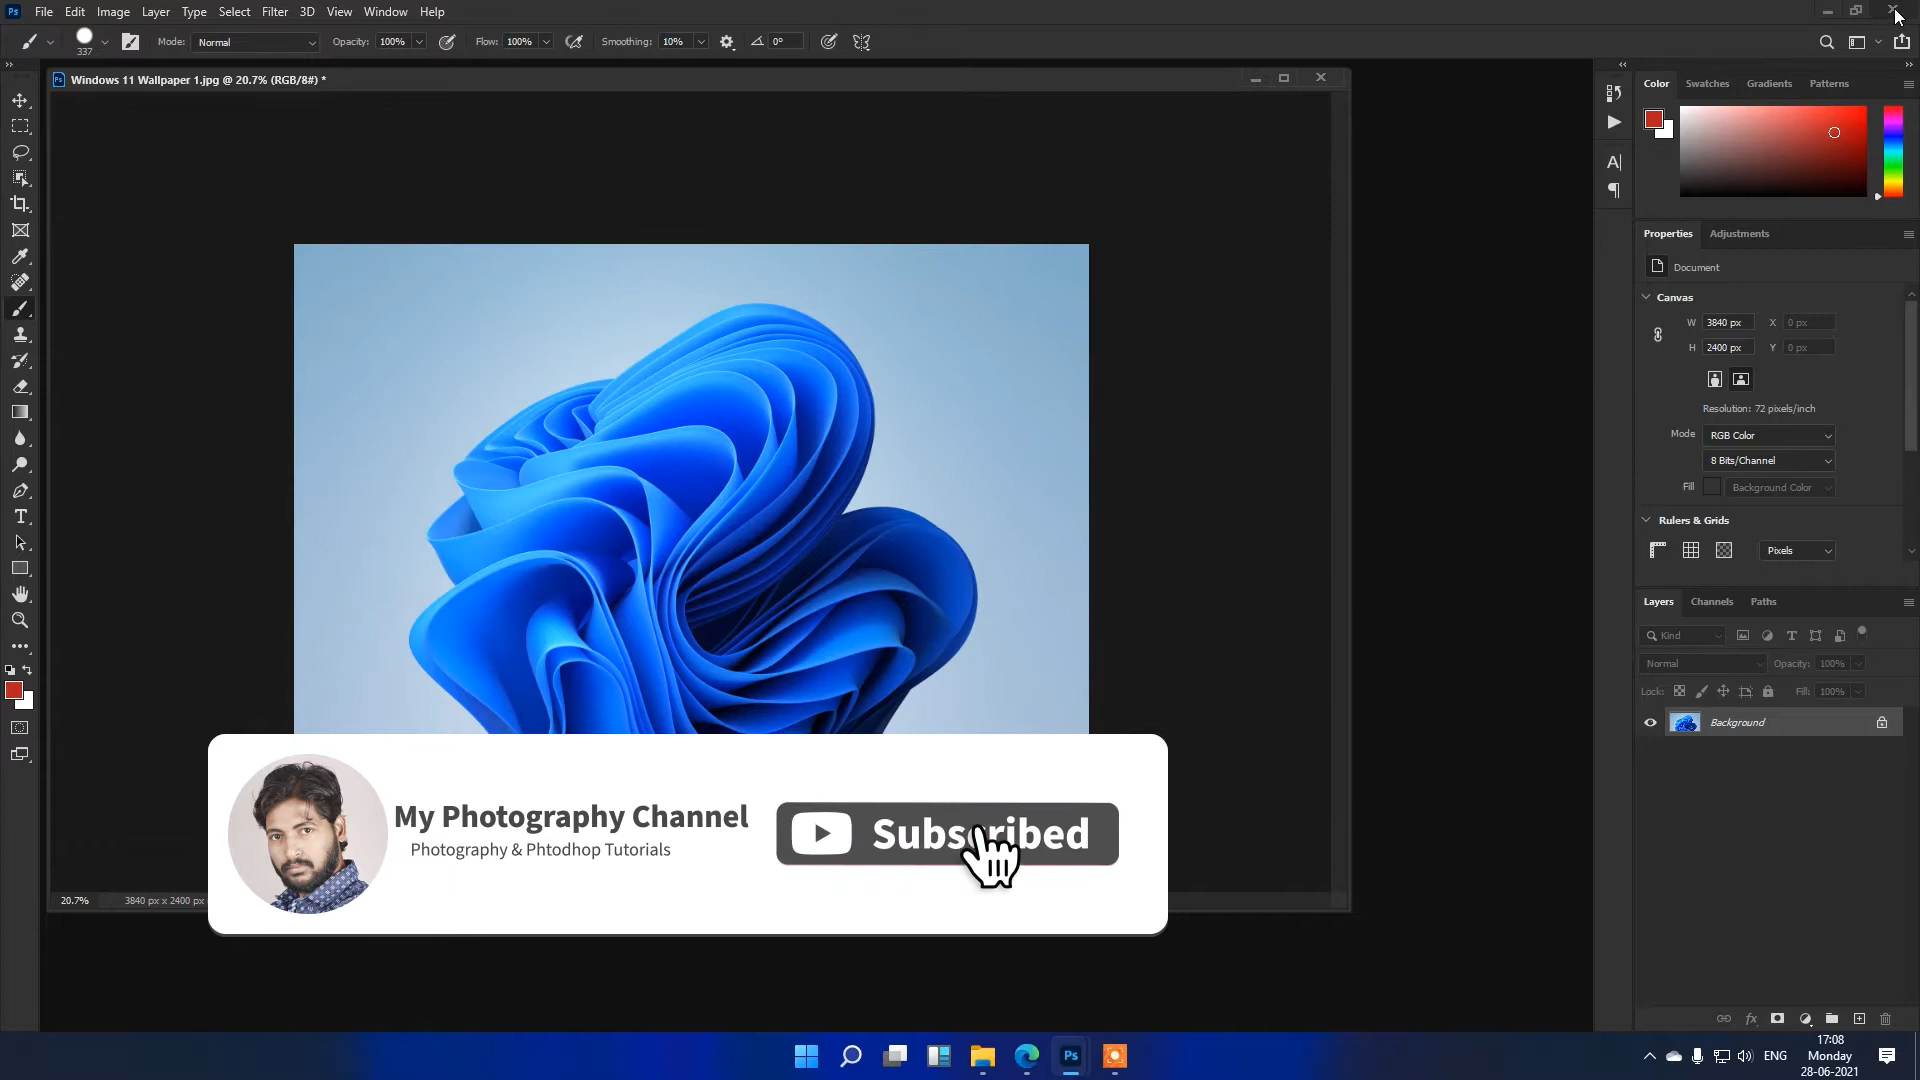 Ps File Edit Image Layer Type Select Filter 3D View Window Help
337 Mode: Normal Opacity: 100% Flow: 100% Smoothing: 10% 0°
Ps Windows 11 Wallpaper 1.jpg @ 20.7% (RGB/8#) *
Color Swatches Gradients Patterns
Properties Adjustments
Document
Canvas
W 3840 px X 0 px
H 2400 px Y 0 px
Resolution: 72 pixels/inch
Mode RGB Color
8 Bits/Channel
Fill Background Color
Rulers & Grids
Pixels
Layers Channels Paths
Kind
Normal Opacity: 100%
Lock: Fill: 100%
Background
My Photography Channel
Photography & Phtodhop Tutorials
Subscribed
20.7% 3840 px x 2400 px
Ps
ENG
17:08
Monday
28-06-2021